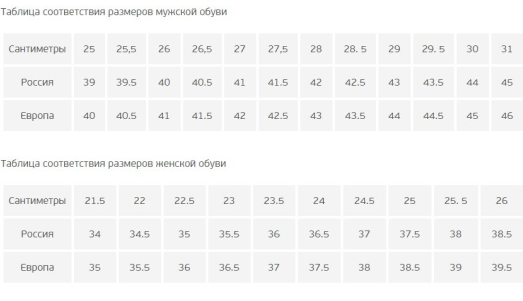 Таблица соответствия размеров мужской обуви
Сантиметры 25 25,5 26 26,5 27 27,5 28 28. 5 29 29. 5 30 31
Россия 39 39.5 40 40.5 41 41.5 42 42.5 43 43.5 44 45
Европа 40 40.5 41 41.5 42 42.5 43 43.5 44 44.5 45 46
Таблица соответствия размеров женской обуви
Сантиметры 21.5 22 22.5 23 23.5 24 24.5 25 25. 5 26
Россия 34 34.5 35 35.5 36 36.5 37 37.5 38 38.5
Европа 35 35.5 36 36.5 37 37.5 38 38.5 39 39.5